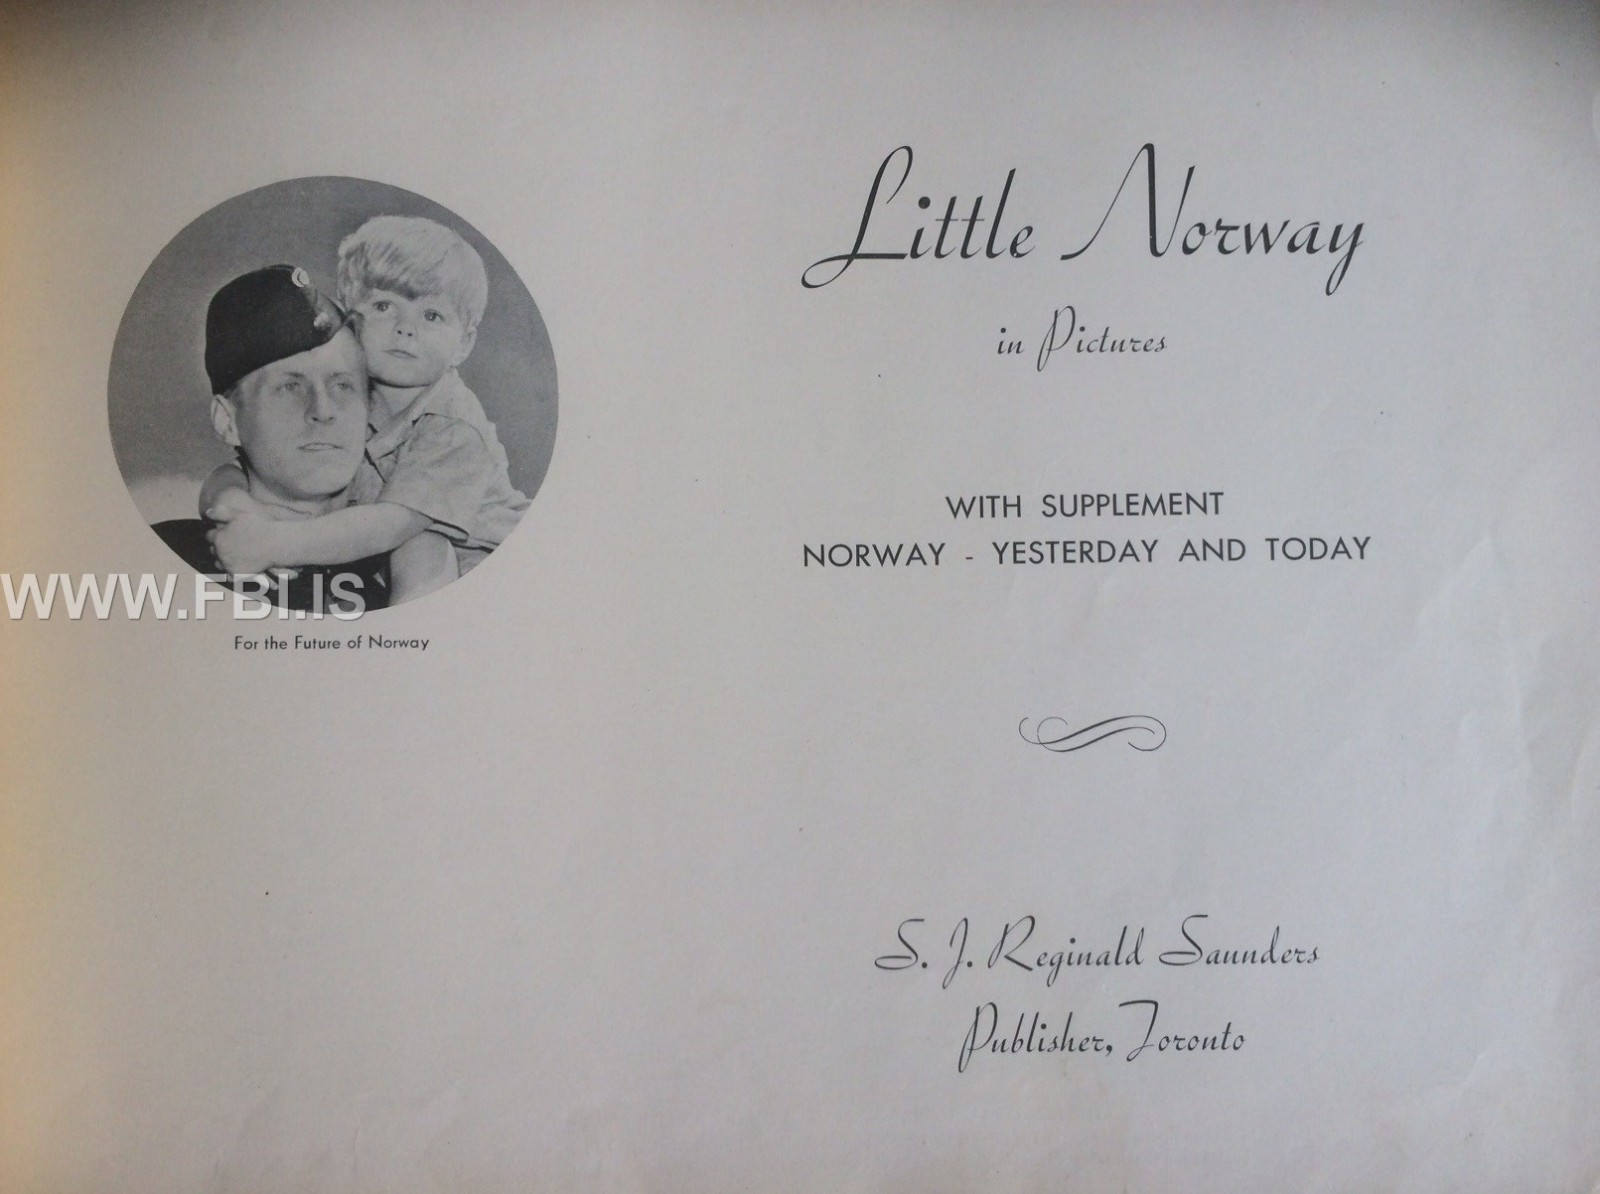 Little Norway
in Pictures
WITH SUPPLEMENT
NORWAY - YESTERDAY AND TODAY
S. J. Reginald Saunders
Publisher, Toronto
For the Future of Norway
WWW.FBI.IS